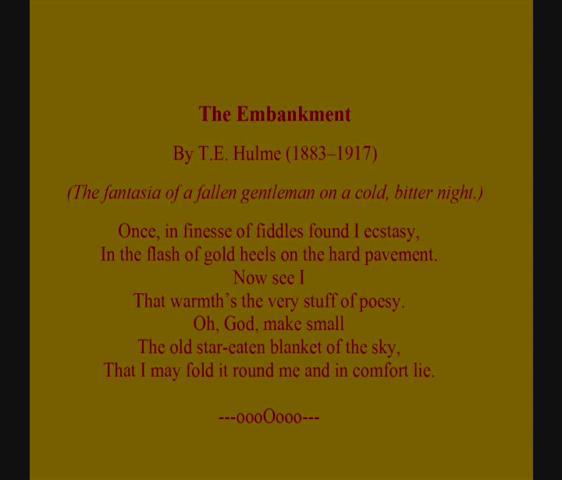 The Embankment
By T.E. Hulme (1883–1917)
(The fantasia of a fallen gentleman on a cold, bitter night.)
Once, in finesse of fiddles found I ecstasy,
In the flash of gold heels on the hard pavement.
Now see I
That warmth's the very stuff of poesy.
Oh, God, make small
The old star-eaten blanket of the sky,
That I may fold it round me and in comfort lie.
---oooOooo---